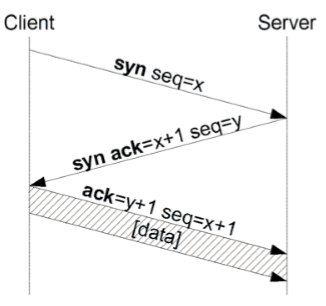 Client Server
syn seq=x
syn ack=x+1 seq=y
ack=y+1 seq=x+1
[data]